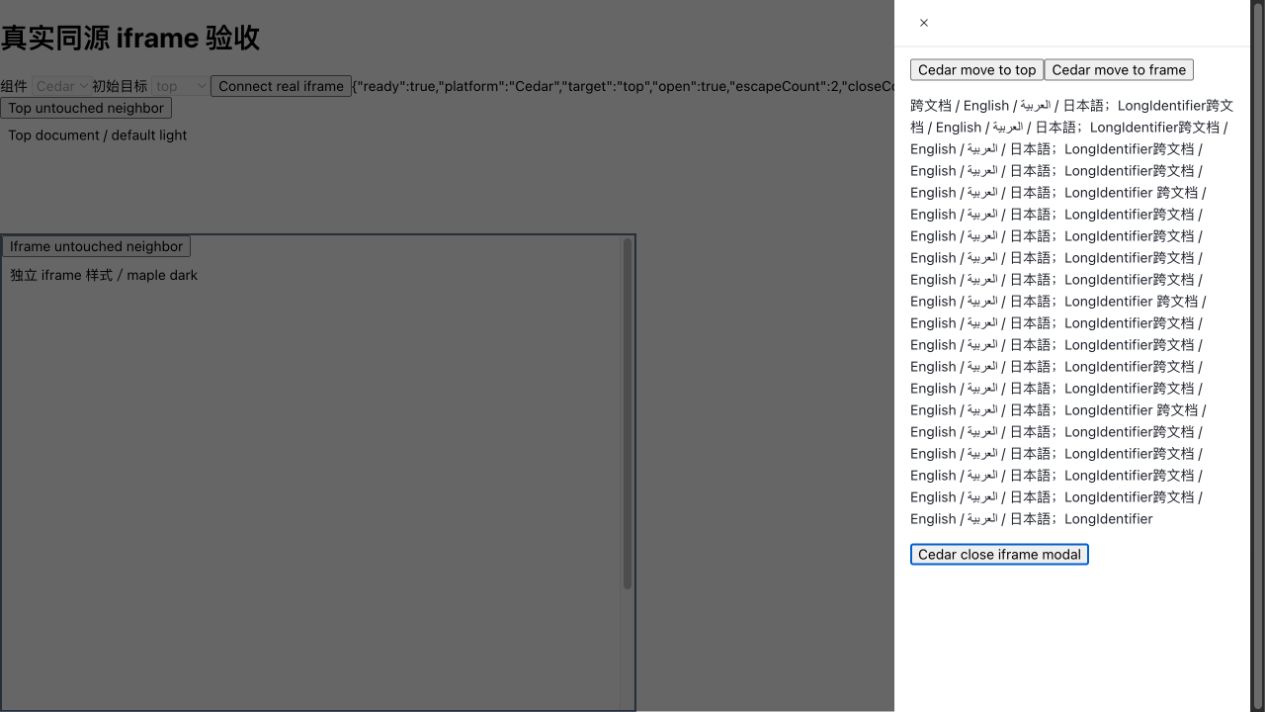 真实同源 iframe 验收
组件 Cedar 初始目标 top Connect real iframe {"ready":true,"platform":"Cedar","target":"top","open":true,"escapeCount":2,"closeCo
Top untouched neighbor
Top document / default light
Iframe untouched neighbor
独立 iframe 样式 / maple dark
×
Cedar move to top Cedar move to frame
跨文档 / English / العربية / 日本語；LongIdentifier跨文
档 / English / العربية / 日本語；LongIdentifier跨文档 /
English / العربية / 日本語；LongIdentifier跨文档 /
English / العربية / 日本語；LongIdentifier跨文档 /
English / العربية / 日本語；LongIdentifier 跨文档 /
English / العربية / 日本語；LongIdentifier跨文档 /
English / العربية / 日本語；LongIdentifier跨文档 /
English / العربية / 日本語；LongIdentifier跨文档 /
English / العربية / 日本語；LongIdentifier跨文档 /
English / العربية / 日本語；LongIdentifier 跨文档 /
English / العربية / 日本語；LongIdentifier跨文档 /
English / العربية / 日本語；LongIdentifier跨文档 /
English / العربية / 日本語；LongIdentifier跨文档 /
English / العربية / 日本語；LongIdentifier跨文档 /
English / العربية / 日本語；LongIdentifier 跨文档 /
English / العربية / 日本語；LongIdentifier跨文档 /
English / العربية / 日本語；LongIdentifier跨文档 /
English / العربية / 日本語；LongIdentifier跨文档 /
English / العربية / 日本語；LongIdentifier跨文档 /
English / العربية / 日本語；LongIdentifier
Cedar close iframe modal